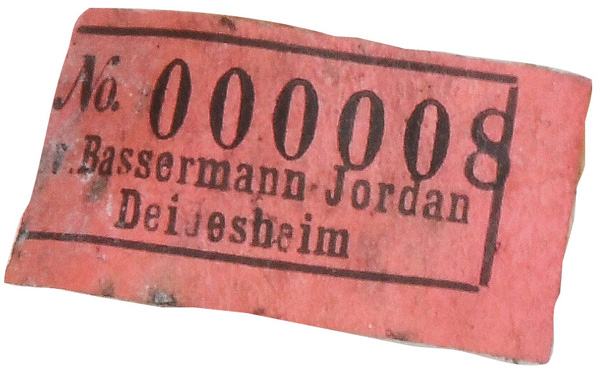 No. 000008
v. Bassermann Jordan
Deidesheim